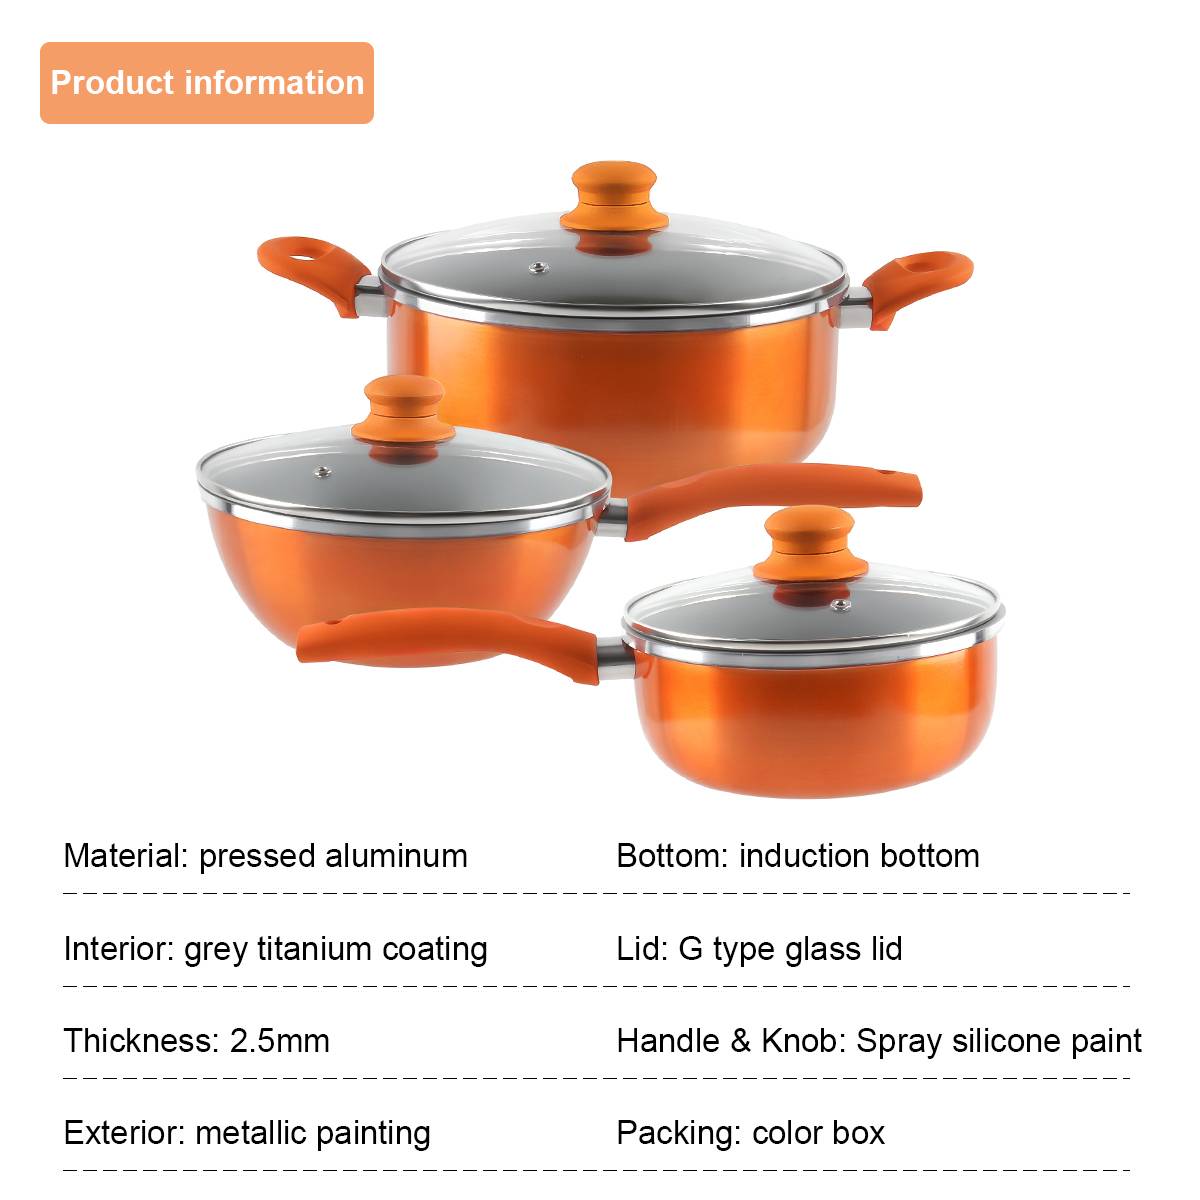 Product information
Material: pressed aluminum
Bottom: induction bottom
Interior: grey titanium coating
Lid: G type glass lid
Thickness: 2.5mm
Handle & Knob: Spray silicone paint
Exterior: metallic painting
Packing: color box